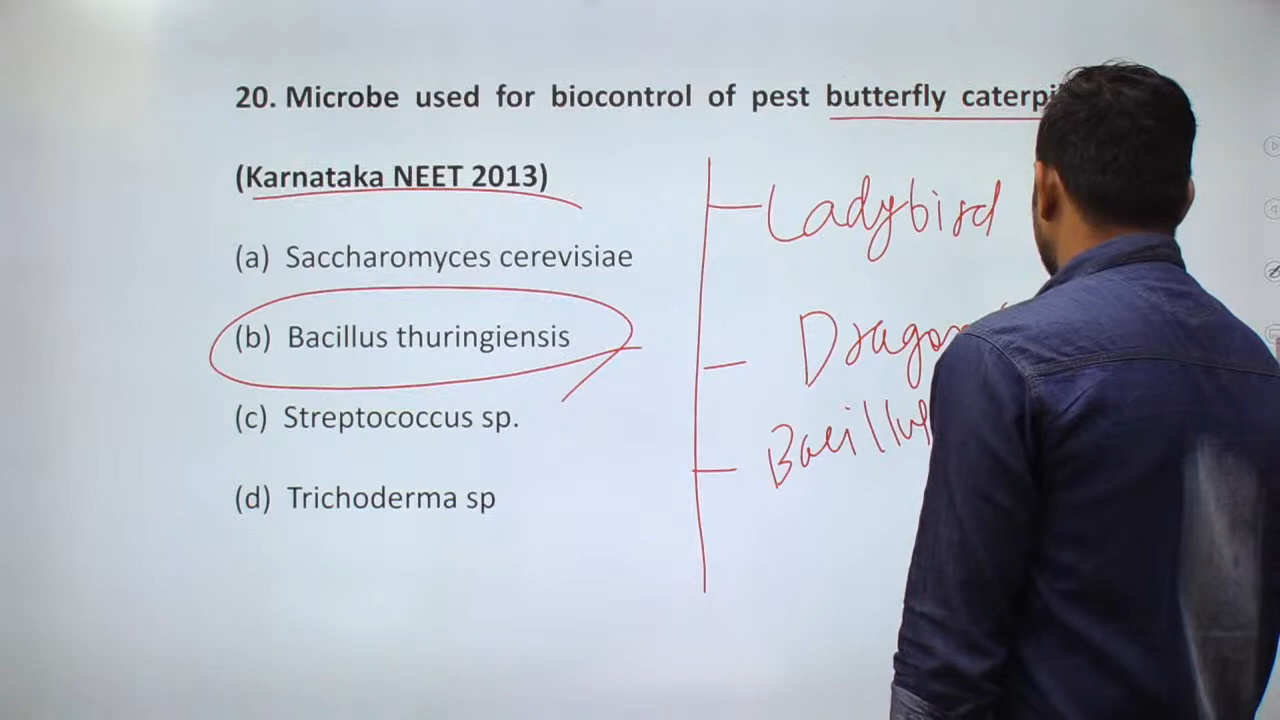 20. Microbe used for biocontrol of pest butterfly
(Karnataka NEET 2013)
(a) Saccharomyces cerevisiae
(b) Bacillus thuringiensis
(c) Streptococcus sp.
(d) Trichoderma sp
Ladybird